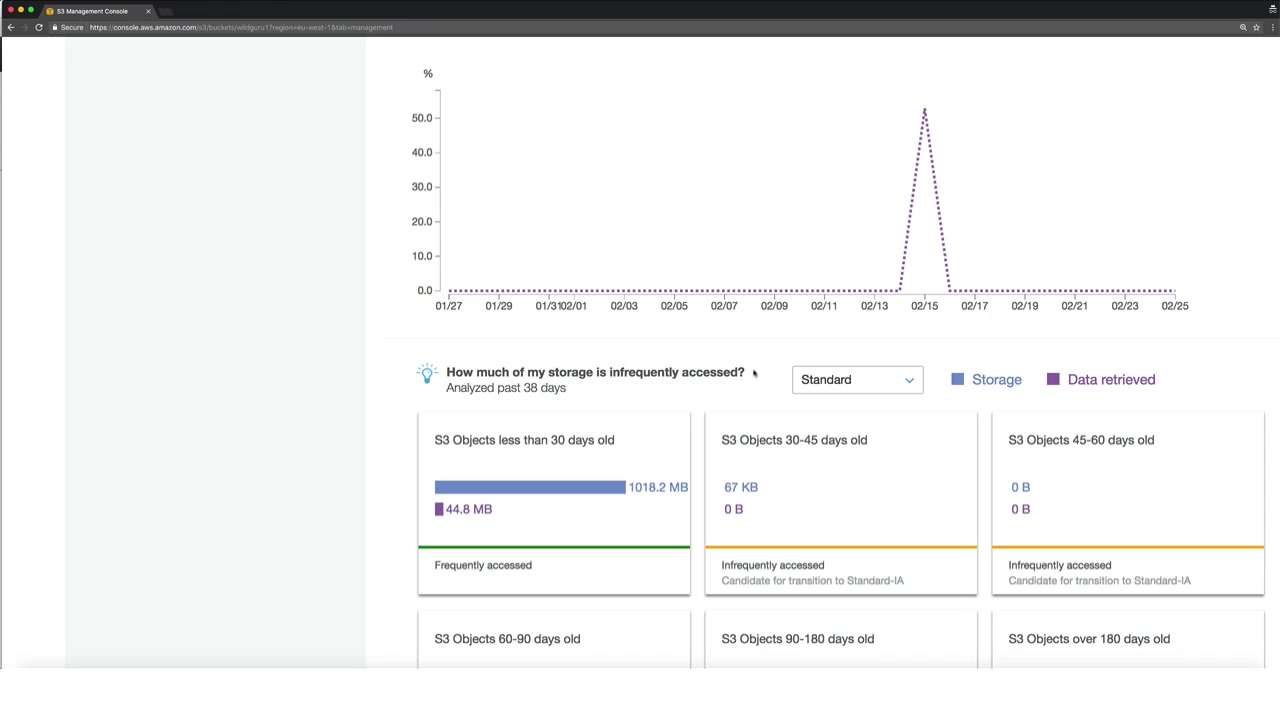 S3 Management Console
Secure https://console.aws.amazon.com/s3/buckets/wildguru1?region=eu-west-1&tab=management
%
50.0
40.0
30.0
20.0
10.0
0.0
01/27 01/29 01/31 02/01 02/03 02/05 02/07 02/09 02/11 02/13 02/15 02/17 02/19 02/21 02/23 02/25
How much of my storage is infrequently accessed?
Analyzed past 38 days
Standard
Storage
Data retrieved
S3 Objects less than 30 days old
1018.2 MB
44.8 MB
Frequently accessed
S3 Objects 30-45 days old
67 KB
0 B
Infrequently accessed
Candidate for transition to Standard-IA
S3 Objects 45-60 days old
0 B
0 B
Infrequently accessed
Candidate for transition to Standard-IA
S3 Objects 60-90 days old
S3 Objects 90-180 days old
S3 Objects over 180 days old